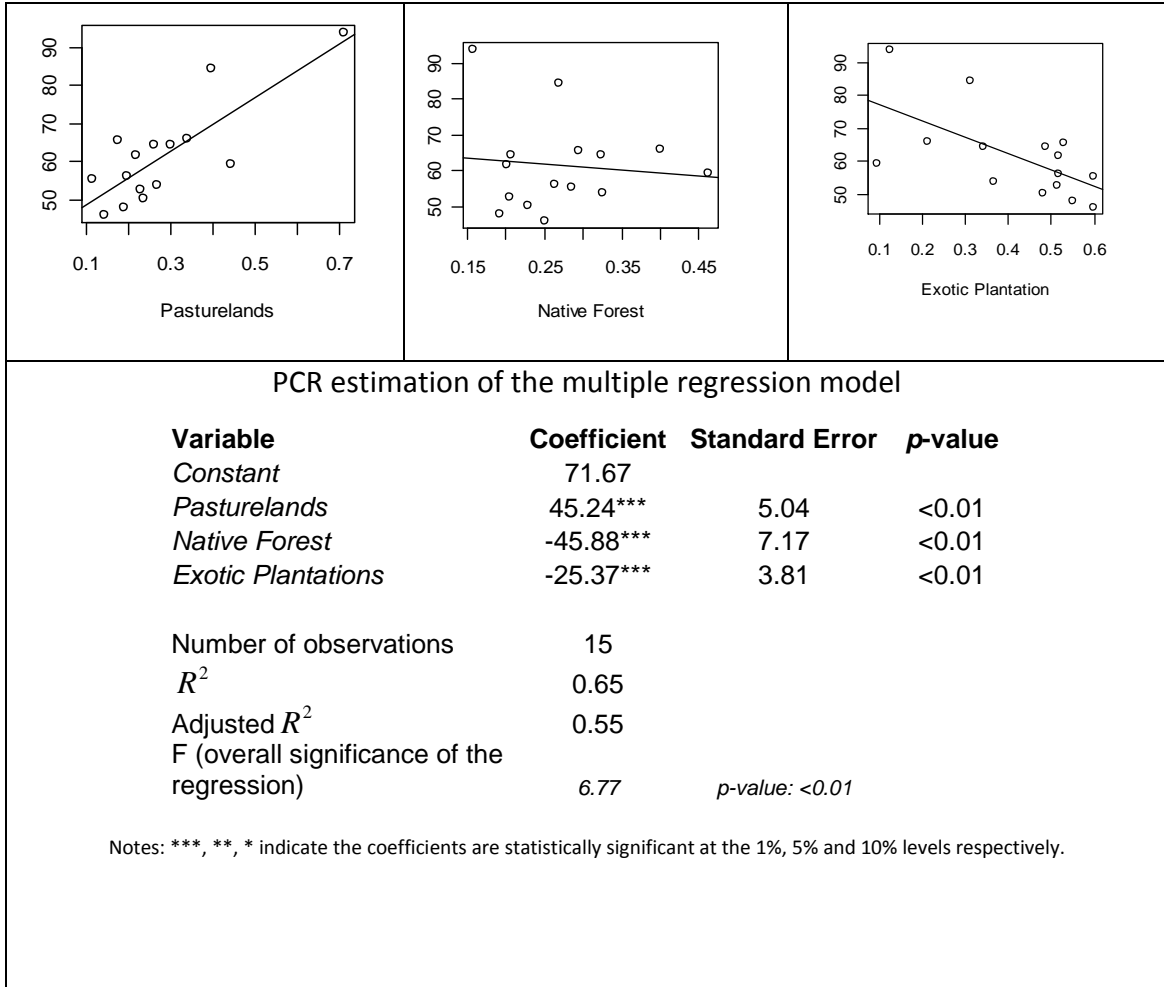 90
80
70
60
50
0.1 0.3 0.5 0.7
Pasturelands
90
80
70
60
50
0.15 0.25 0.35 0.45
Native Forest
90
80
70
60
50
0.1 0.2 0.3 0.4 0.5 0.6
Exotic Plantation
PCR estimation of the multiple regression model
Variable Coefficient Standard Error p-value
Constant 71.67
Pasturelands 45.24*** 5.04 <0.01
Native Forest -45.88*** 7.17 <0.01
Exotic Plantations -25.37*** 3.81 <0.01
Number of observations 15
R² 0.65
Adjusted R² 0.55
F (overall significance of the
regression) 6.77 p-value: <0.01
Notes: ***, **, * indicate the coefficients are statistically significant at the 1%, 5% and 10% levels respectively.